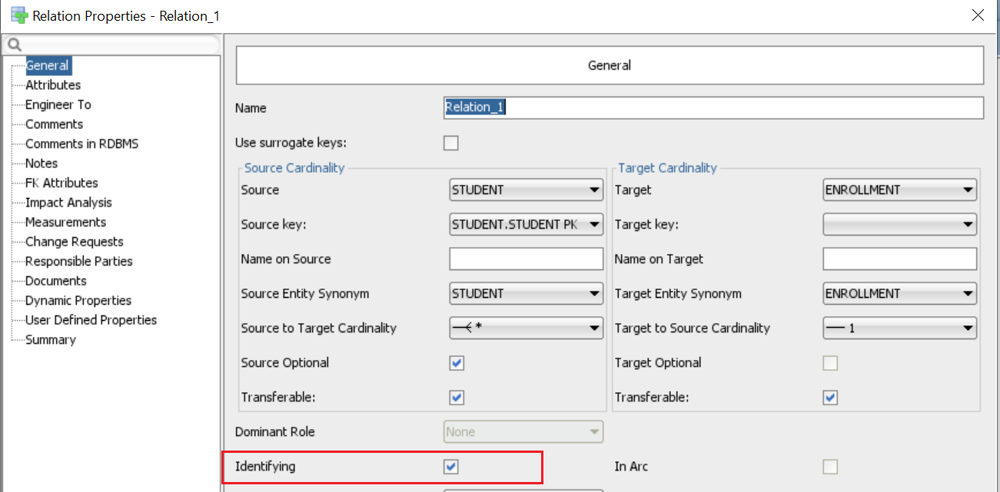 Relation Properties - Relation_1
General
Attributes
Engineer To
Comments
Comments in RDBMS
Notes
FK Attributes
Impact Analysis
Measurements
Change Requests
Responsible Parties
Documents
Dynamic Properties
User Defined Properties
Summary
General
Name Relation_1
Use surrogate keys:
Source Cardinality
Source STUDENT
Source key: STUDENT.STUDENT PK
Name on Source
Source Entity Synonym STUDENT
Source to Target Cardinality *
Source Optional
Transferable:
Target Cardinality
Target ENROLLMENT
Target key:
Name on Target
Target Entity Synonym ENROLLMENT
Target to Source Cardinality 1
Target Optional
Transferable:
Dominant Role None
Identifying In Arc